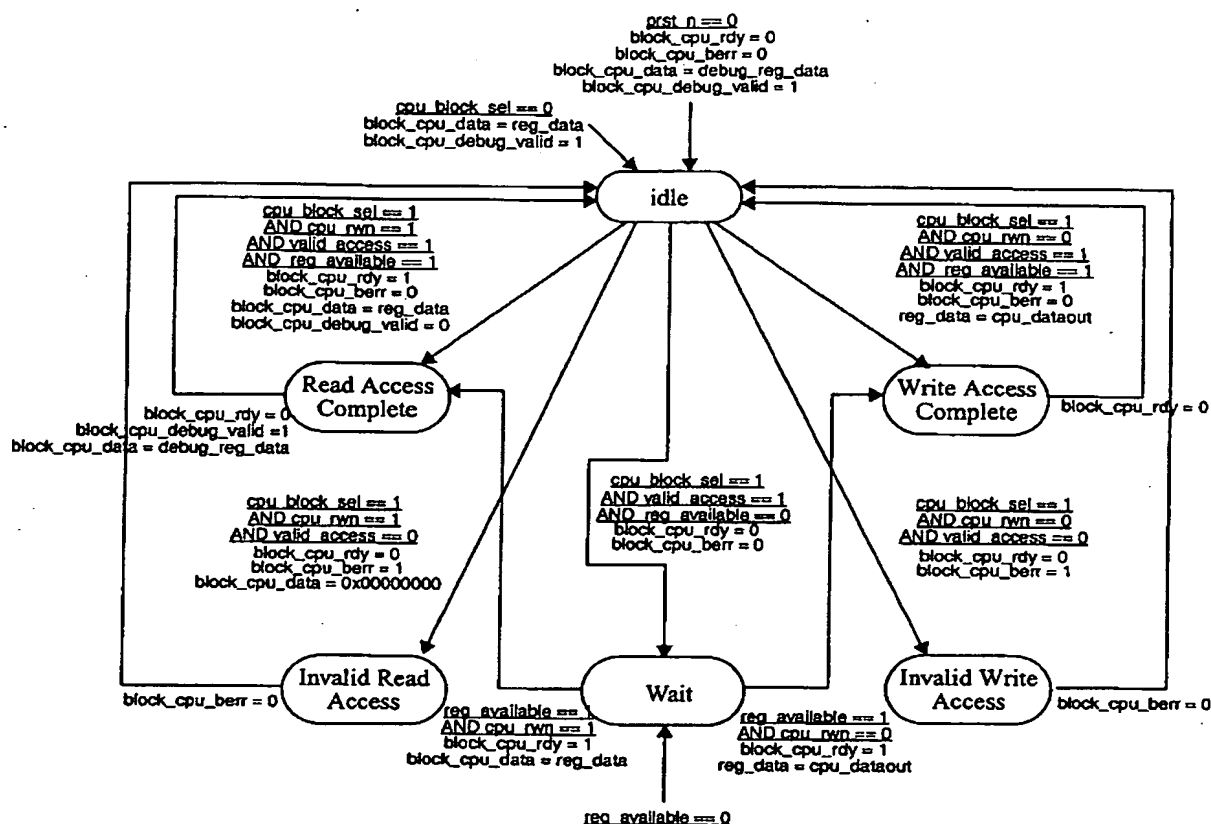 prst_n == 0
block_cpu_rdy = 0
block_cpu_berr = 0
block_cpu_data = debug_reg_data
block_cpu_debug_valid = 1
cpu_block_sel == 0
block_cpu_data = reg_data
block_cpu_debug_valid = 1
idle
cpu_block_sel == 1
AND cpu_rwn == 1
AND valid_access == 1
AND reg_available == 1
block_cpu_rdy = 1
block_cpu_berr = 0
block_cpu_data = reg_data
block_cpu_debug_valid = 0
cpu_block_sel == 1
AND cpu_rwn == 0
AND valid_access == 1
AND reg_available == 1
block_cpu_rdy = 1
block_cpu_berr = 0
reg_data = cpu_dataout
Read Access
Complete
Write Access
Complete
block_cpu_rdy = 0
block_cpu_debug_valid =1
block_cpu_data = debug_reg_data
block_cpu_rdy = 0
cpu_block_sel == 1
AND cpu_rwn == 1
AND valid_access == 0
block_cpu_rdy = 0
block_cpu_berr = 1
block_cpu_data = 0x00000000
cpu_block_sel == 1
AND valid_access == 1
AND reg_available == 0
block_cpu_rdy = 0
block_cpu_berr = 0
cpu_block_sel == 1
AND cpu_rwn == 0
AND valid_access == 0
block_cpu_rdy = 0
block_cpu_berr = 1
Invalid Read
Access
Wait
Invalid Write
Access
block_cpu_berr = 0
reg_available == 1
AND cpu_rwn == 1
block_cpu_rdy = 1
block_cpu_data = reg_data
reg_available == 1
AND cpu_rwn == 0
block_cpu_rdy = 1
reg_data = cpu_dataout
block_cpu_berr = 0
reg_available == 0